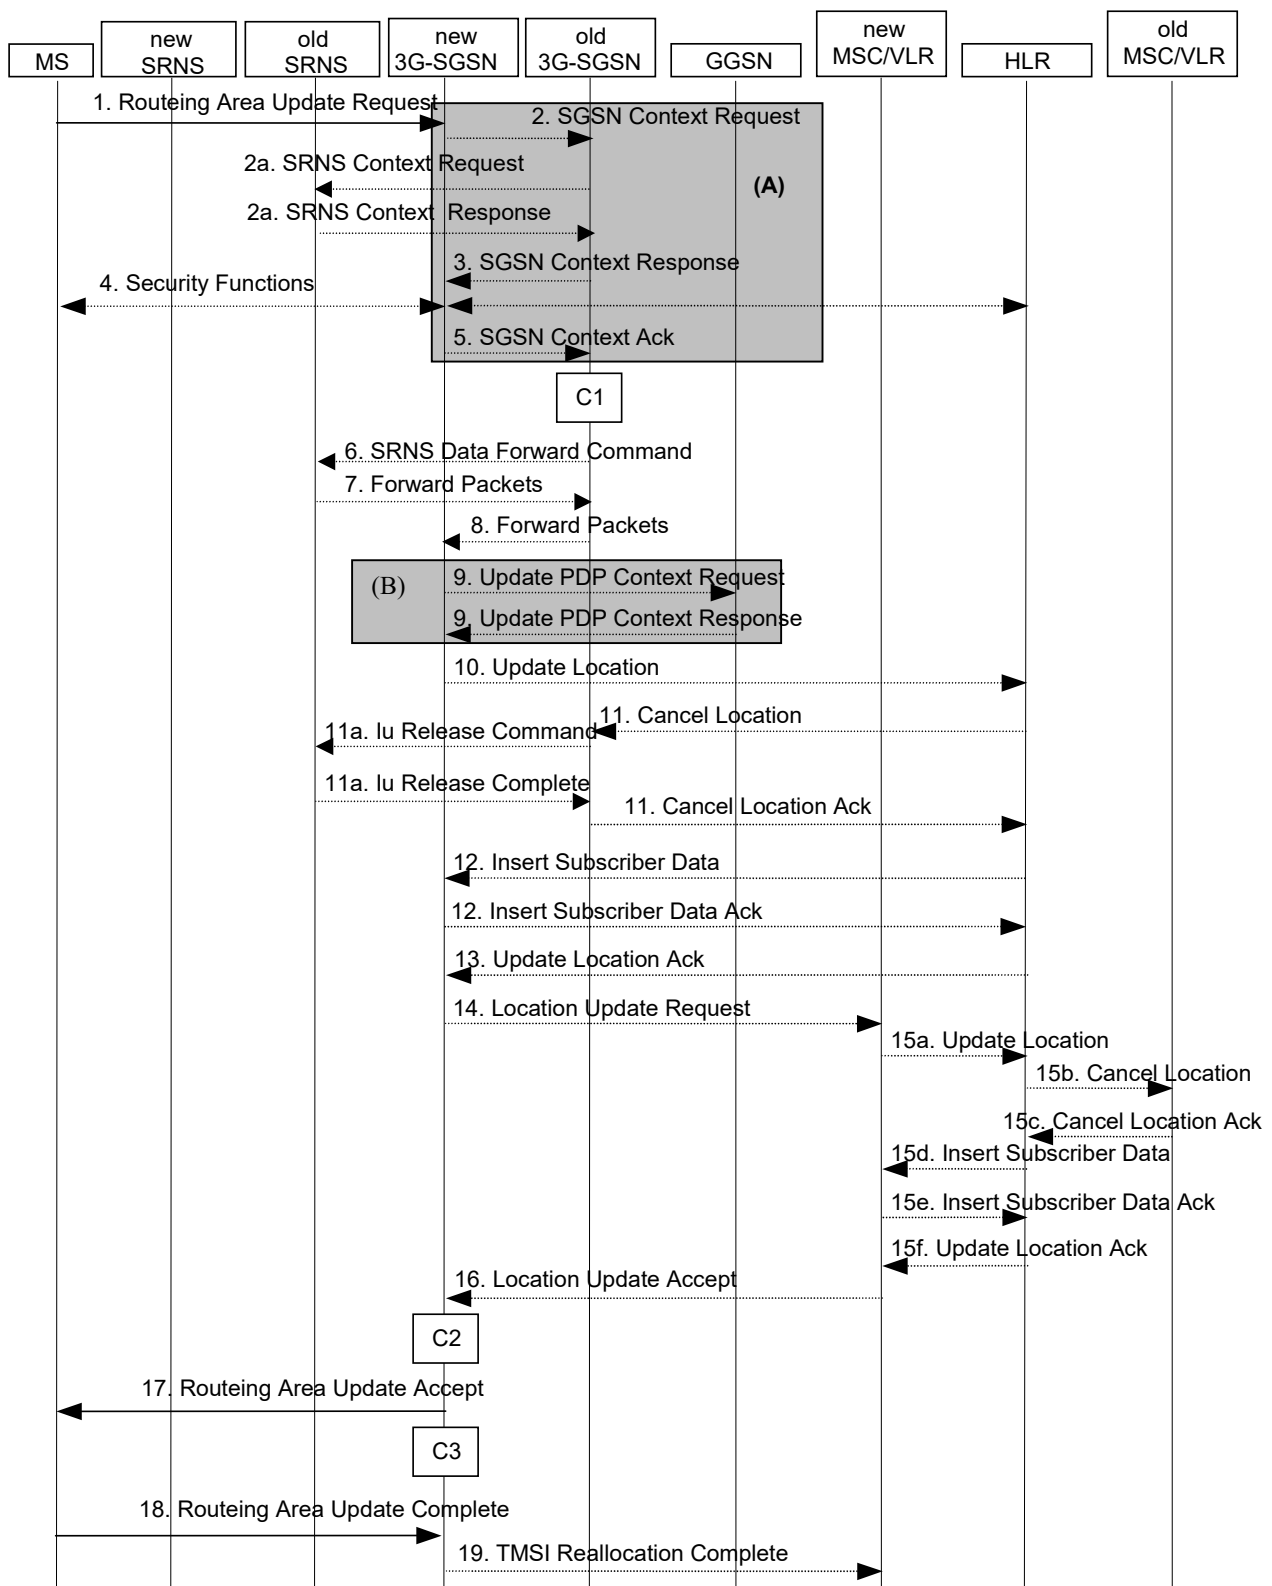 MS
new
SRNS
old
SRNS
new
3G-SGSN
old
3G-SGSN
GGSN
new
MSC/VLR
HLR
old
MSC/VLR
1. Routeing Area Update Request
2. SGSN Context Request
2a. SRNS Context Request
(A)
2a. SRNS Context Response
3. SGSN Context Response
4. Security Functions
5. SGSN Context Ack
C1
6. SRNS Data Forward Command
7. Forward Packets
8. Forward Packets
(B)
9. Update PDP Context Request
9. Update PDP Context Response
10. Update Location
11. Cancel Location
11a. Iu Release Command
11a. Iu Release Complete
11. Cancel Location Ack
12. Insert Subscriber Data
12. Insert Subscriber Data Ack
13. Update Location Ack
14. Location Update Request
15a. Update Location
15b. Cancel Location
15c. Cancel Location Ack
15d. Insert Subscriber Data
15e. Insert Subscriber Data Ack
15f. Update Location Ack
16. Location Update Accept
C2
17. Routeing Area Update Accept
C3
18. Routeing Area Update Complete
19. TMSI Reallocation Complete